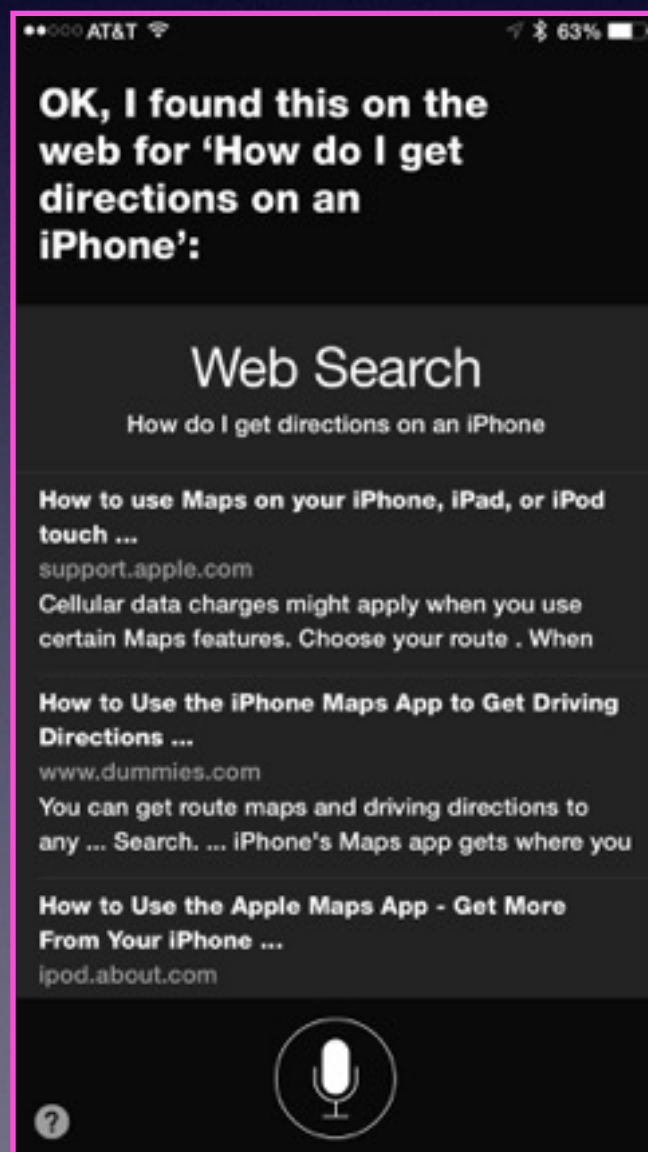 AT&T 63%
OK, I found this on the
web for ‘How do I get
directions on an
iPhone’:
Web Search
How do I get directions on an iPhone
How to use Maps on your iPhone, iPad, or iPod
touch ...
support.apple.com
Cellular data charges might apply when you use
certain Maps features. Choose your route . When
How to Use the iPhone Maps App to Get Driving
Directions ...
www.dummies.com
You can get route maps and driving directions to
any ... Search. ... iPhone's Maps app gets where you
How to Use the Apple Maps App - Get More
From Your iPhone ...
ipod.about.com
?